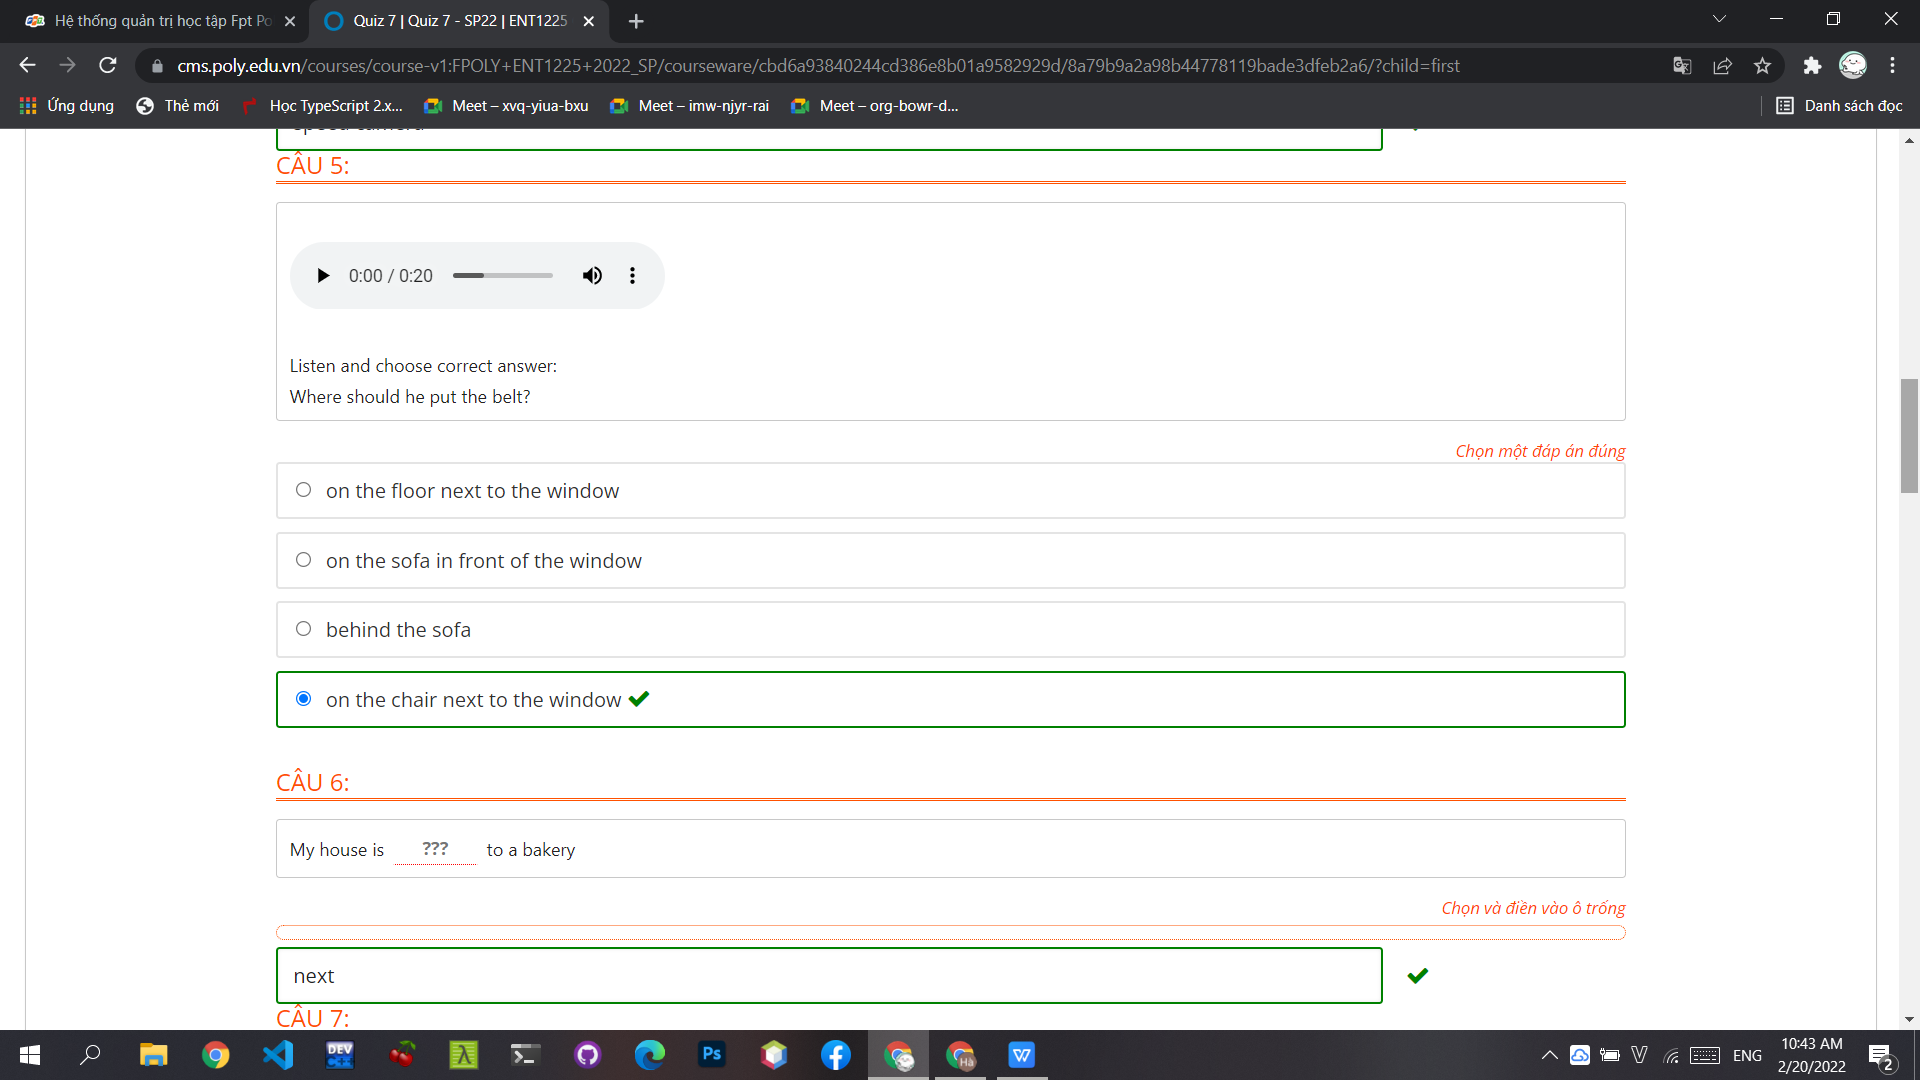 Hệ thống quản trị học tập Fpt Po
Quiz 7 | Quiz 7 - SP22 | ENT1225
cms.poly.edu.vn/courses/course-v1:FPOLY+ENT1225+2022_SP/courseware/cbd6a93840244cd386e8b01a9582929d/8a79b9a2a98b44778119bade3dfeb2a6/?child=first
Ứng dụng
Thẻ mới
Học TypeScript 2.x...
Meet – xvq-yiua-bxu
Meet – imw-njyr-rai
Meet – org-bowr-d...
Danh sách đọc
CÂU 5:
0:00 / 0:20
Listen and choose correct answer:
Where should he put the belt?
Chọn một đáp án đúng
on the floor next to the window
on the sofa in front of the window
behind the sofa
on the chair next to the window
CÂU 6:
My house is ??? to a bakery
Chọn và điền vào ô trống
next
CÂU 7:
DEV
C++
Ps
Hà
W
ENG
10:43 AM
2/20/2022
2